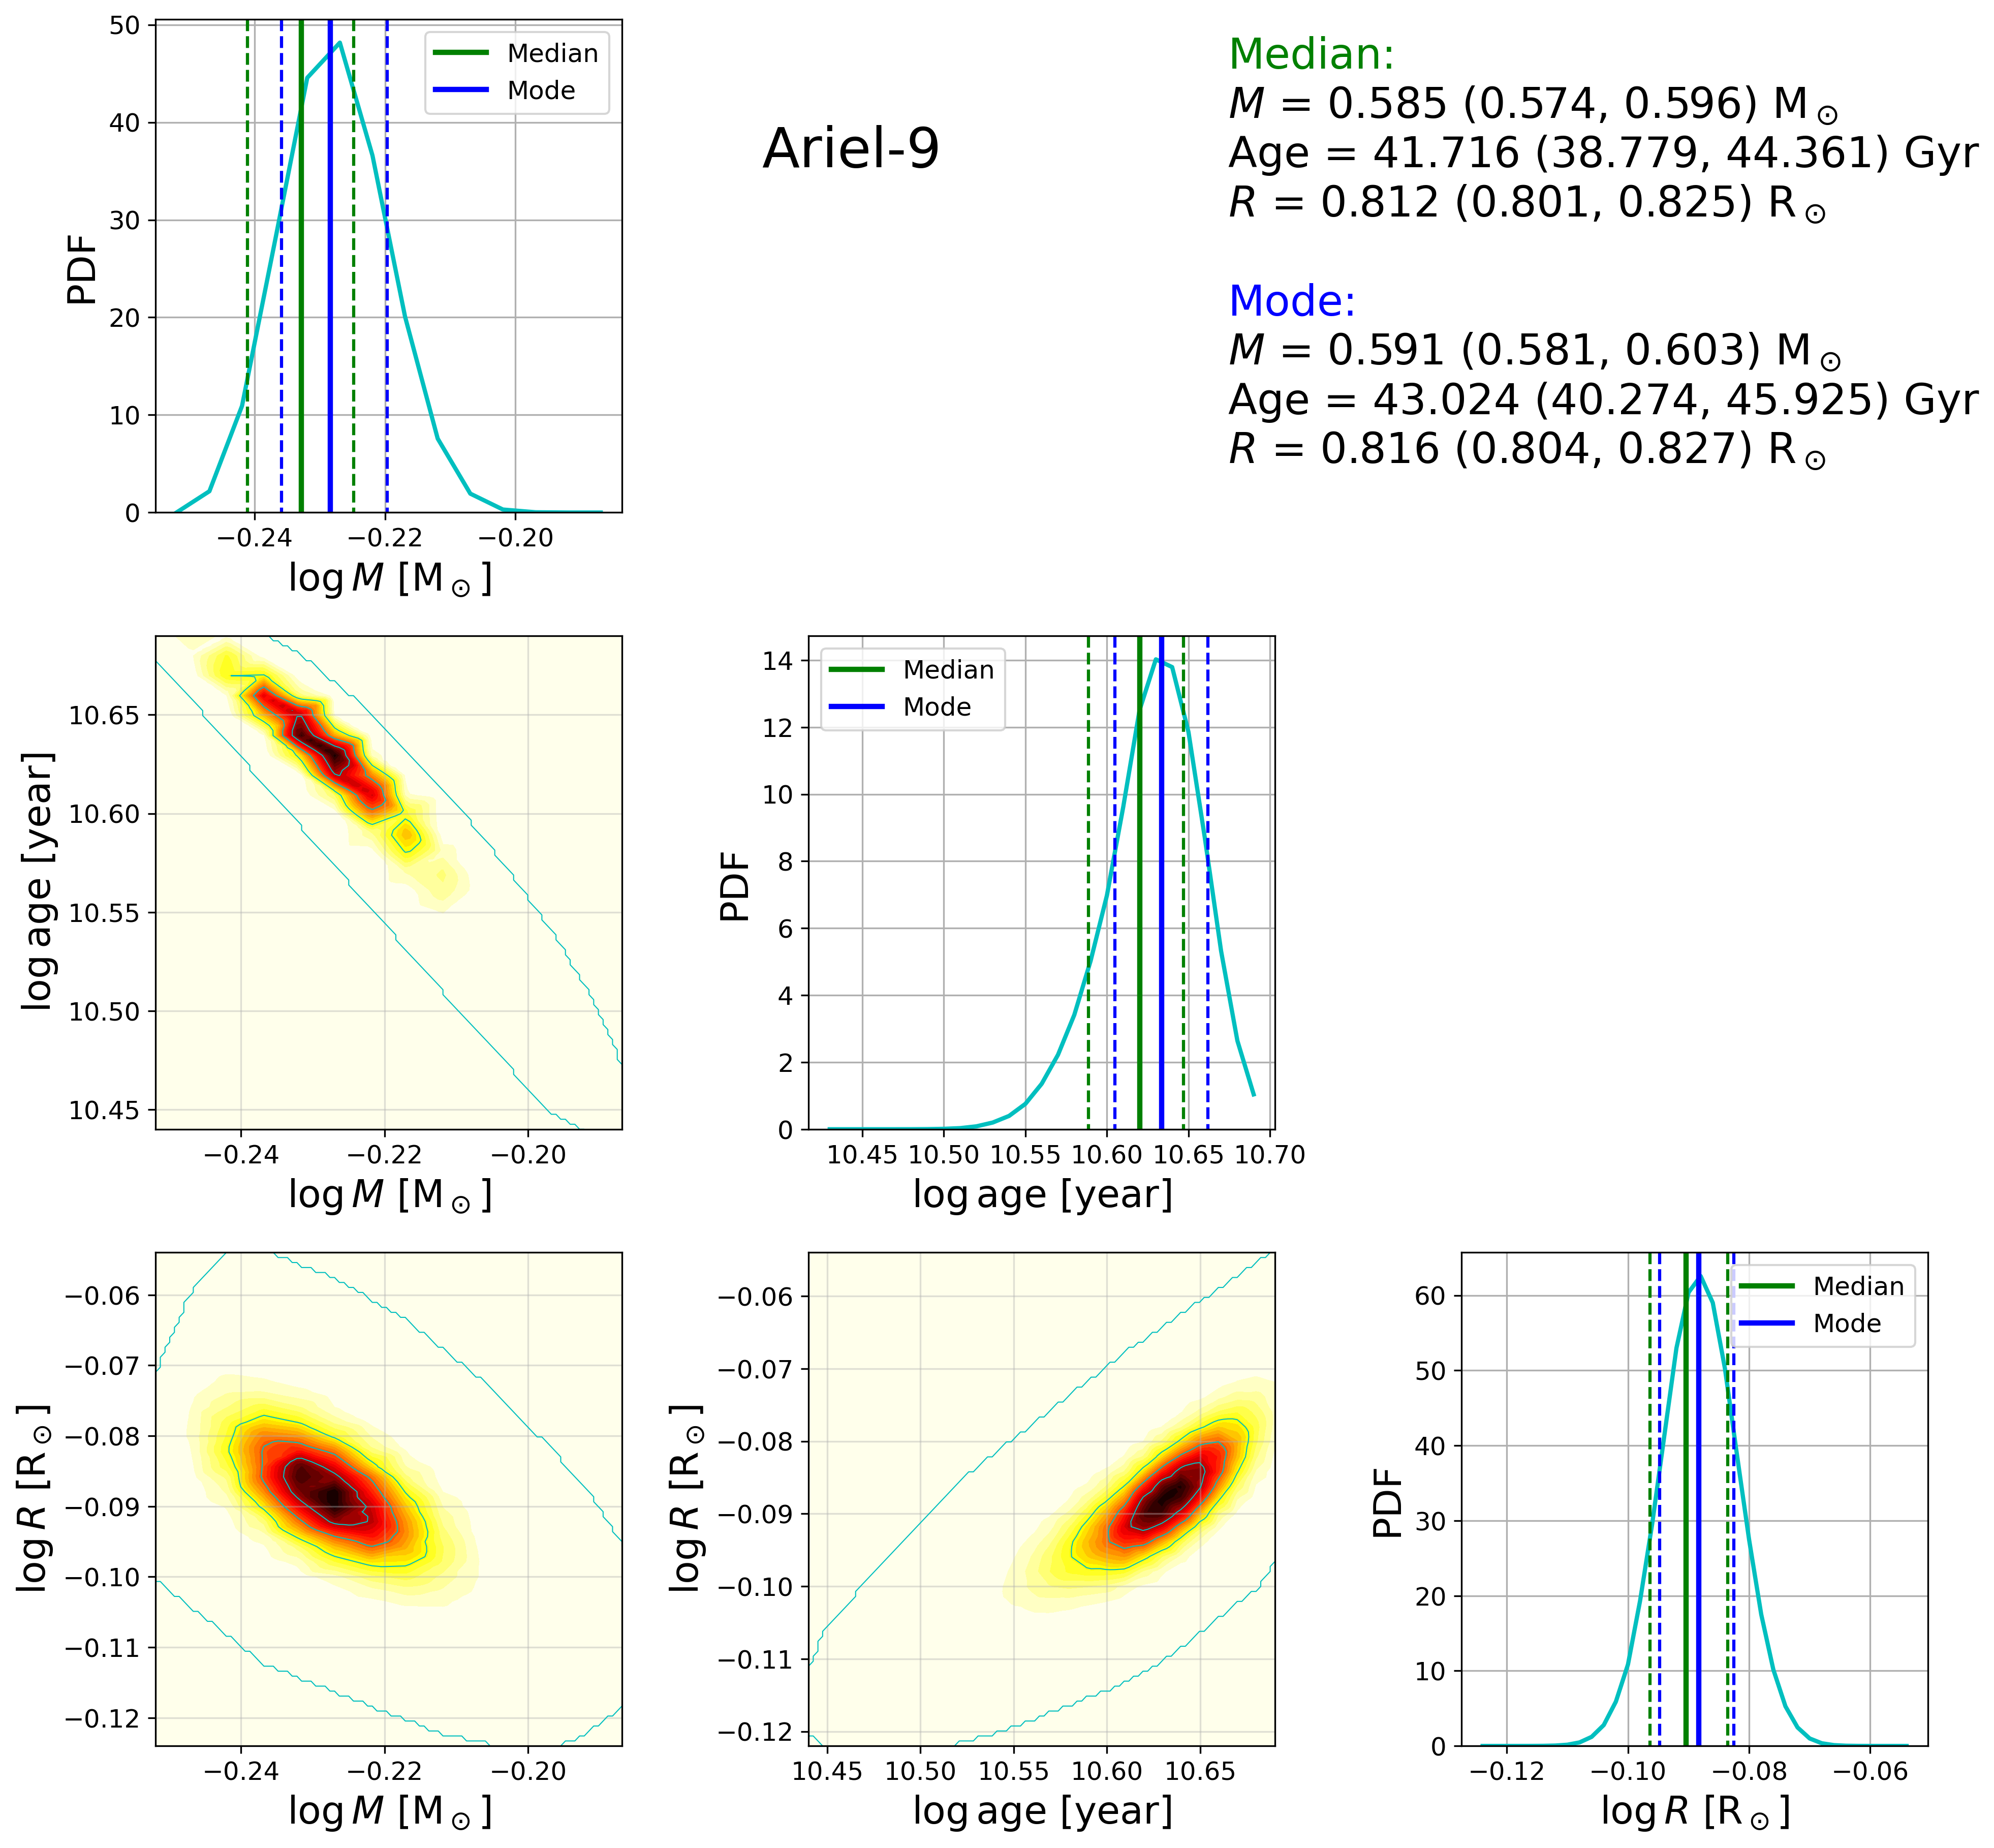 50
40
30
20
10
0
PDF
Median
Mode
−0.24 −0.22 −0.20
log M [M⊙]
Ariel-9
Median:
M = 0.585 (0.574, 0.596) M⊙
Age = 41.716 (38.779, 44.361) Gyr
R = 0.812 (0.801, 0.825) R⊙
Mode:
M = 0.591 (0.581, 0.603) M⊙
Age = 43.024 (40.274, 45.925) Gyr
R = 0.816 (0.804, 0.827) R⊙
10.65
10.60
10.55
10.50
10.45
log age [year]
−0.24 −0.22 −0.20
log M [M⊙]
14
12
10
8
6
4
2
0
PDF
Median
Mode
10.45 10.50 10.55 10.60 10.65 10.70
log age [year]
−0.06
−0.07
−0.08
−0.09
−0.10
−0.11
−0.12
log R [R⊙]
−0.24 −0.22 −0.20
log M [M⊙]
−0.06
−0.07
−0.08
−0.09
−0.10
−0.11
−0.12
log R [R⊙]
10.45 10.50 10.55 10.60 10.65
log age [year]
60
50
40
30
20
10
0
PDF
Median
Mode
−0.12 −0.10 −0.08 −0.06
log R [R⊙]